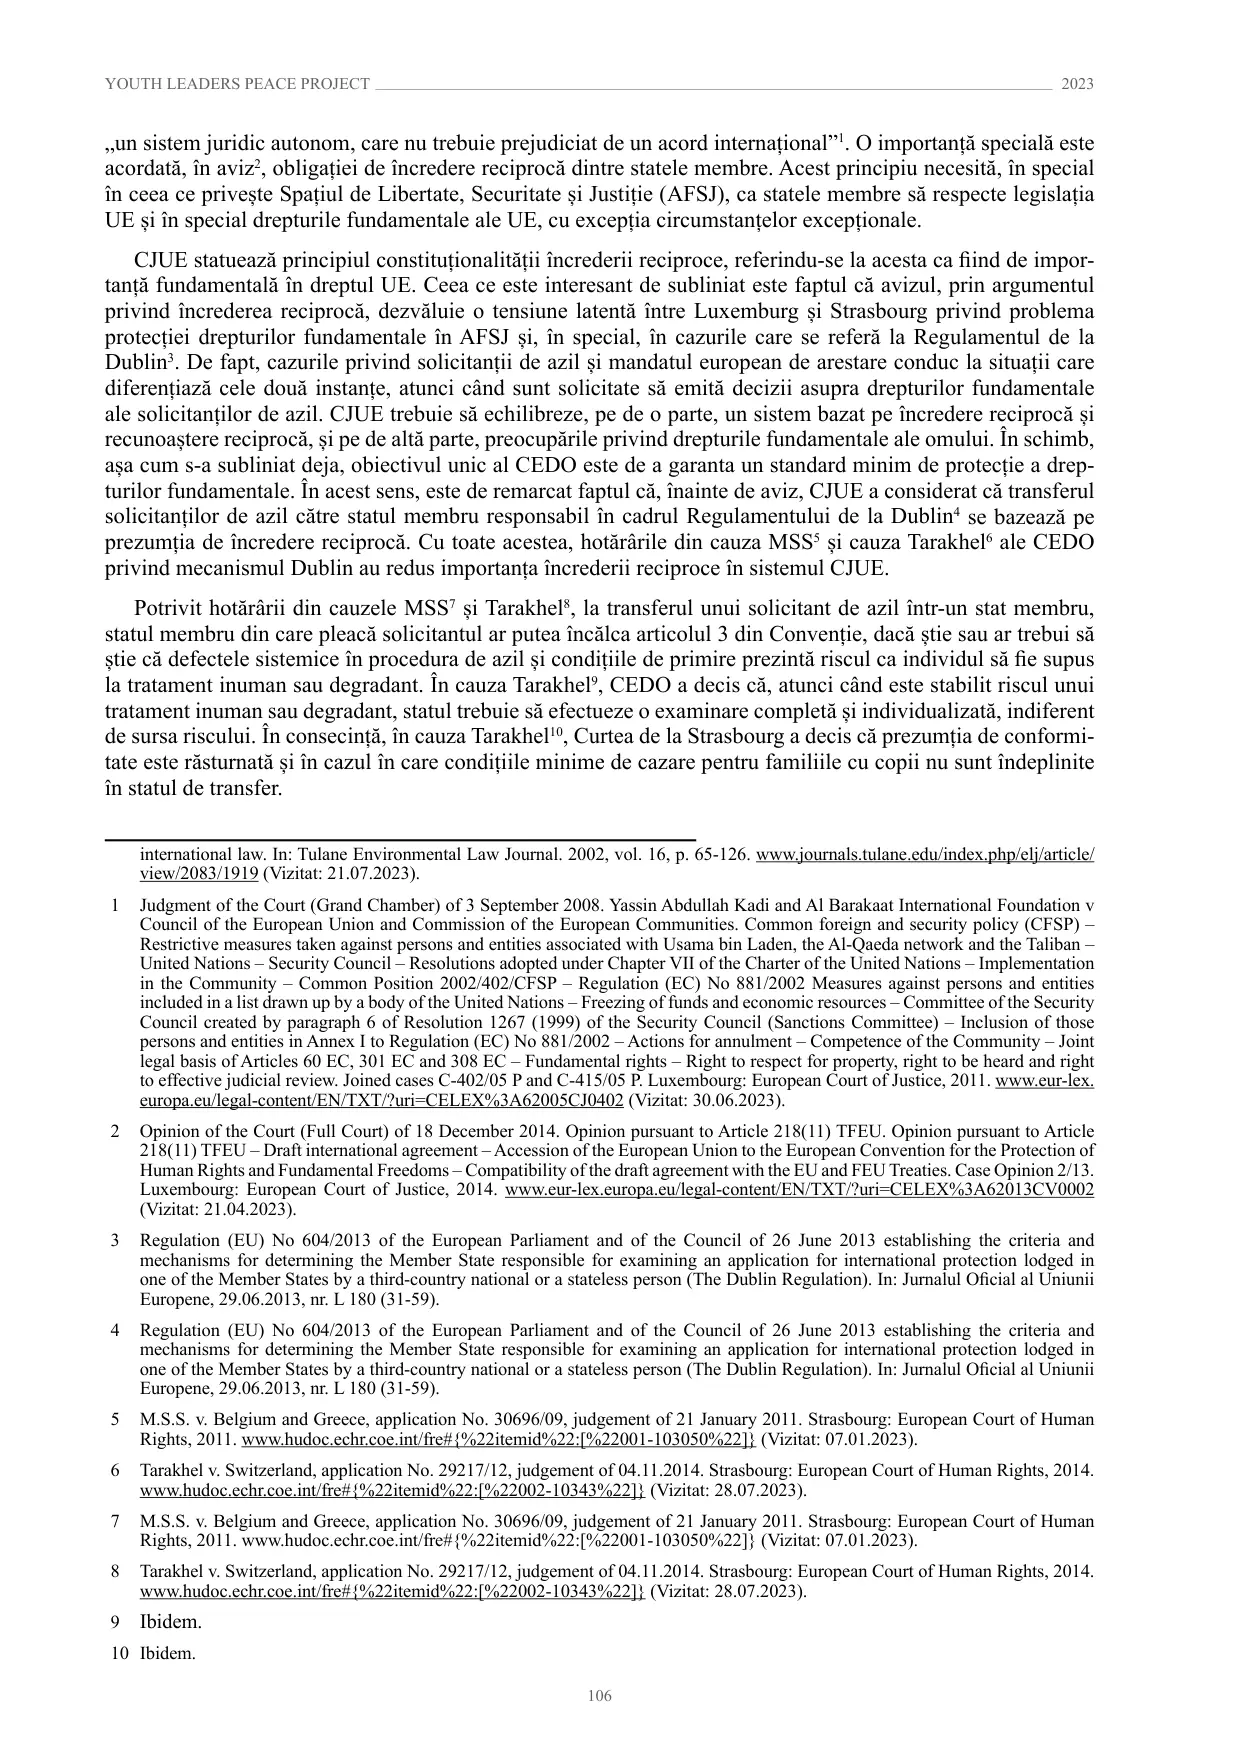 YOUTH LEADERS PEACE PROJECT 2023
„un sistem juridic autonom, care nu trebuie prejudiciat de un acord internațional”1. O importanță specială este
acordată, în aviz2, obligației de încredere reciprocă dintre statele membre. Acest principiu necesită, în special
în ceea ce privește Spațiul de Libertate, Securitate și Justiție (AFSJ), ca statele membre să respecte legislația
UE și în special drepturile fundamentale ale UE, cu excepția circumstanțelor excepționale.
CJUE statuează principiul constituționalității încrederii reciproce, referindu-se la acesta ca fiind de impor-
tanță fundamentală în dreptul UE. Ceea ce este interesant de subliniat este faptul că avizul, prin argumentul
privind încrederea reciprocă, dezvăluie o tensiune latentă între Luxemburg și Strasbourg privind problema
protecției drepturilor fundamentale în AFSJ și, în special, în cazurile care se referă la Regulamentul de la
Dublin3. De fapt, cazurile privind solicitanții de azil și mandatul european de arestare conduc la situații care
diferențiază cele două instanțe, atunci când sunt solicitate să emită decizii asupra drepturilor fundamentale
ale solicitanților de azil. CJUE trebuie să echilibreze, pe de o parte, un sistem bazat pe încredere reciprocă și
recunoaștere reciprocă, și pe de altă parte, preocupările privind drepturile fundamentale ale omului. În schimb,
așa cum s-a subliniat deja, obiectivul unic al CEDO este de a garanta un standard minim de protecție a drep-
turilor fundamentale. În acest sens, este de remarcat faptul că, înainte de aviz, CJUE a considerat că transferul
solicitanților de azil către statul membru responsabil în cadrul Regulamentului de la Dublin4 se bazează pe
prezumția de încredere reciprocă. Cu toate acestea, hotărârile din cauza MSS5 și cauza Tarakhel6 ale CEDO
privind mecanismul Dublin au redus importanța încrederii reciproce în sistemul CJUE.
Potrivit hotărârii din cauzele MSS7 și Tarakhel8, la transferul unui solicitant de azil într-un stat membru,
statul membru din care pleacă solicitantul ar putea încălca articolul 3 din Convenție, dacă știe sau ar trebui să
știe că defectele sistemice în procedura de azil și condițiile de primire prezintă riscul ca individul să fie supus
la tratament inuman sau degradant. În cauza Tarakhel9, CEDO a decis că, atunci când este stabilit riscul unui
tratament inuman sau degradant, statul trebuie să efectueze o examinare completă și individualizată, indiferent
de sursa riscului. În consecință, în cauza Tarakhel10, Curtea de la Strasbourg a decis că prezumția de conformi-
tate este răsturnată și în cazul în care condițiile minime de cazare pentru familiile cu copii nu sunt îndeplinite
în statul de transfer.
international law. In: Tulane Environmental Law Journal. 2002, vol. 16, p. 65-126. www.journals.tulane.edu/index.php/elj/article/
view/2083/1919 (Vizitat: 21.07.2023).
1 Judgment of the Court (Grand Chamber) of 3 September 2008. Yassin Abdullah Kadi and Al Barakaat International Foundation v
Council of the European Union and Commission of the European Communities. Common foreign and security policy (CFSP) –
Restrictive measures taken against persons and entities associated with Usama bin Laden, the Al-Qaeda network and the Taliban –
United Nations – Security Council – Resolutions adopted under Chapter VII of the Charter of the United Nations – Implementation
in the Community – Common Position 2002/402/CFSP – Regulation (EC) No 881/2002 Measures against persons and entities
included in a list drawn up by a body of the United Nations – Freezing of funds and economic resources – Committee of the Security
Council created by paragraph 6 of Resolution 1267 (1999) of the Security Council (Sanctions Committee) – Inclusion of those
persons and entities in Annex I to Regulation (EC) No 881/2002 – Actions for annulment – Competence of the Community – Joint
legal basis of Articles 60 EC, 301 EC and 308 EC – Fundamental rights – Right to respect for property, right to be heard and right
to effective judicial review. Joined cases C-402/05 P and C-415/05 P. Luxembourg: European Court of Justice, 2011. www.eur-lex.
europa.eu/legal-content/EN/TXT/?uri=CELEX%3A62005CJ0402 (Vizitat: 30.06.2023).
2 Opinion of the Court (Full Court) of 18 December 2014. Opinion pursuant to Article 218(11) TFEU. Opinion pursuant to Article
218(11) TFEU – Draft international agreement – Accession of the European Union to the European Convention for the Protection of
Human Rights and Fundamental Freedoms – Compatibility of the draft agreement with the EU and FEU Treaties. Case Opinion 2/13.
Luxembourg: European Court of Justice, 2014. www.eur-lex.europa.eu/legal-content/EN/TXT/?uri=CELEX%3A62013CV0002
(Vizitat: 21.04.2023).
3 Regulation (EU) No 604/2013 of the European Parliament and of the Council of 26 June 2013 establishing the criteria and
mechanisms for determining the Member State responsible for examining an application for international protection lodged in
one of the Member States by a third-country national or a stateless person (The Dublin Regulation). In: Jurnalul Oficial al Uniunii
Europene, 29.06.2013, nr. L 180 (31-59).
4 Regulation (EU) No 604/2013 of the European Parliament and of the Council of 26 June 2013 establishing the criteria and
mechanisms for determining the Member State responsible for examining an application for international protection lodged in
one of the Member States by a third-country national or a stateless person (The Dublin Regulation). In: Jurnalul Oficial al Uniunii
Europene, 29.06.2013, nr. L 180 (31-59).
5 M.S.S. v. Belgium and Greece, application No. 30696/09, judgement of 21 January 2011. Strasbourg: European Court of Human
Rights, 2011. www.hudoc.echr.coe.int/fre#{%22itemid%22:[%22001-103050%22]} (Vizitat: 07.01.2023).
6 Tarakhel v. Switzerland, application No. 29217/12, judgement of 04.11.2014. Strasbourg: European Court of Human Rights, 2014.
www.hudoc.echr.coe.int/fre#{%22itemid%22:[%22002-10343%22]} (Vizitat: 28.07.2023).
7 M.S.S. v. Belgium and Greece, application No. 30696/09, judgement of 21 January 2011. Strasbourg: European Court of Human
Rights, 2011. www.hudoc.echr.coe.int/fre#{%22itemid%22:[%22001-103050%22]} (Vizitat: 07.01.2023).
8 Tarakhel v. Switzerland, application No. 29217/12, judgement of 04.11.2014. Strasbourg: European Court of Human Rights, 2014.
www.hudoc.echr.coe.int/fre#{%22itemid%22:[%22002-10343%22]} (Vizitat: 28.07.2023).
9 Ibidem.
10 Ibidem.
106